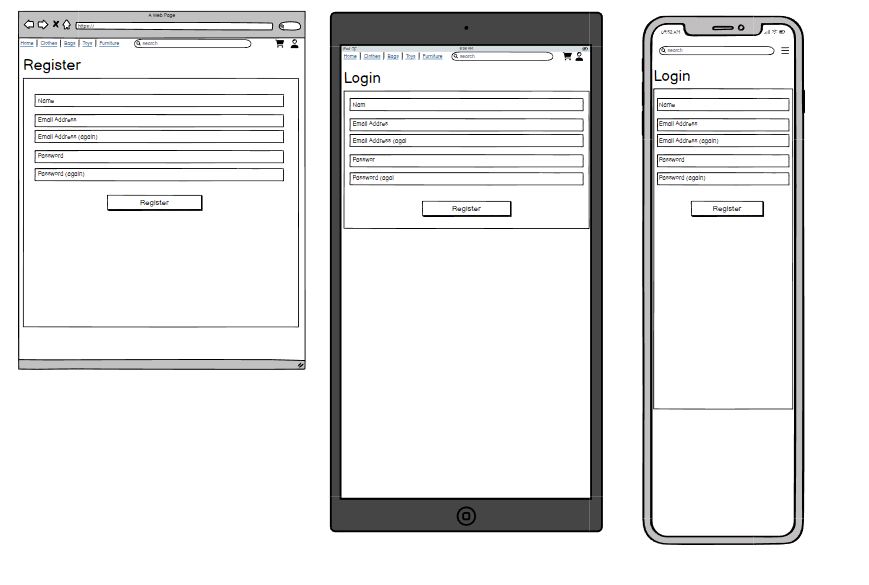 A Web Page
https://
Home | Clothes | Bags | Toys | Furniture
search
Register
Name
Email Address
Email Address (again)
Password
Password (again)
Register
iPad
9:38 AM
Home | Clothes | Bags | Toys | Furniture
search
Login
Nam
Email Addres
Email Address (agai
Passwor
Password (agai
Register
search
Login
Name
Email Address
Email Address (again)
Password
Password (again)
Register